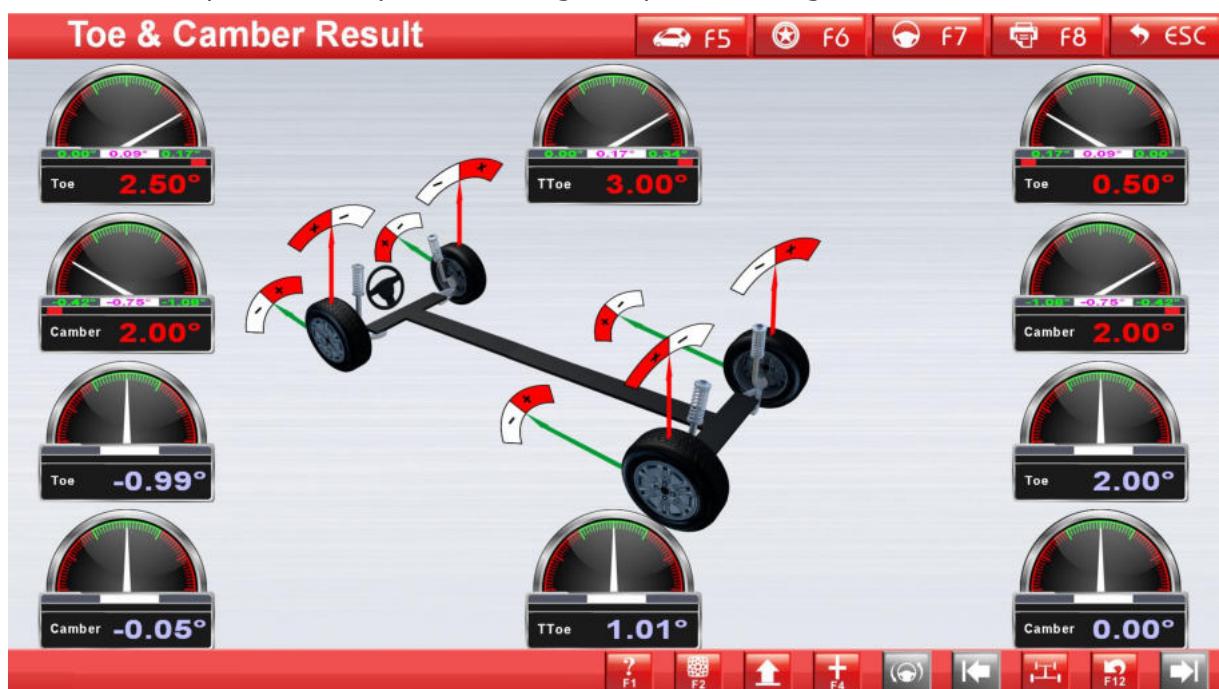 Toe & Camber Result F5 F6 F7 F8 ESC
0.00° 0.09° 0.17°
Toe 2.50°
0.00° 0.17° 0.34°
TToe 3.00°
0.17° 0.09° 0.00°
Toe 0.50°
-0.42° -0.75° -1.08°
Camber 2.00°
-1.08° -0.75° -0.42°
Camber 2.00°
Toe -0.99°
Toe 2.00°
Camber -0.05°
TToe 1.01°
Camber 0.00°
? F1 F2 F4 F12